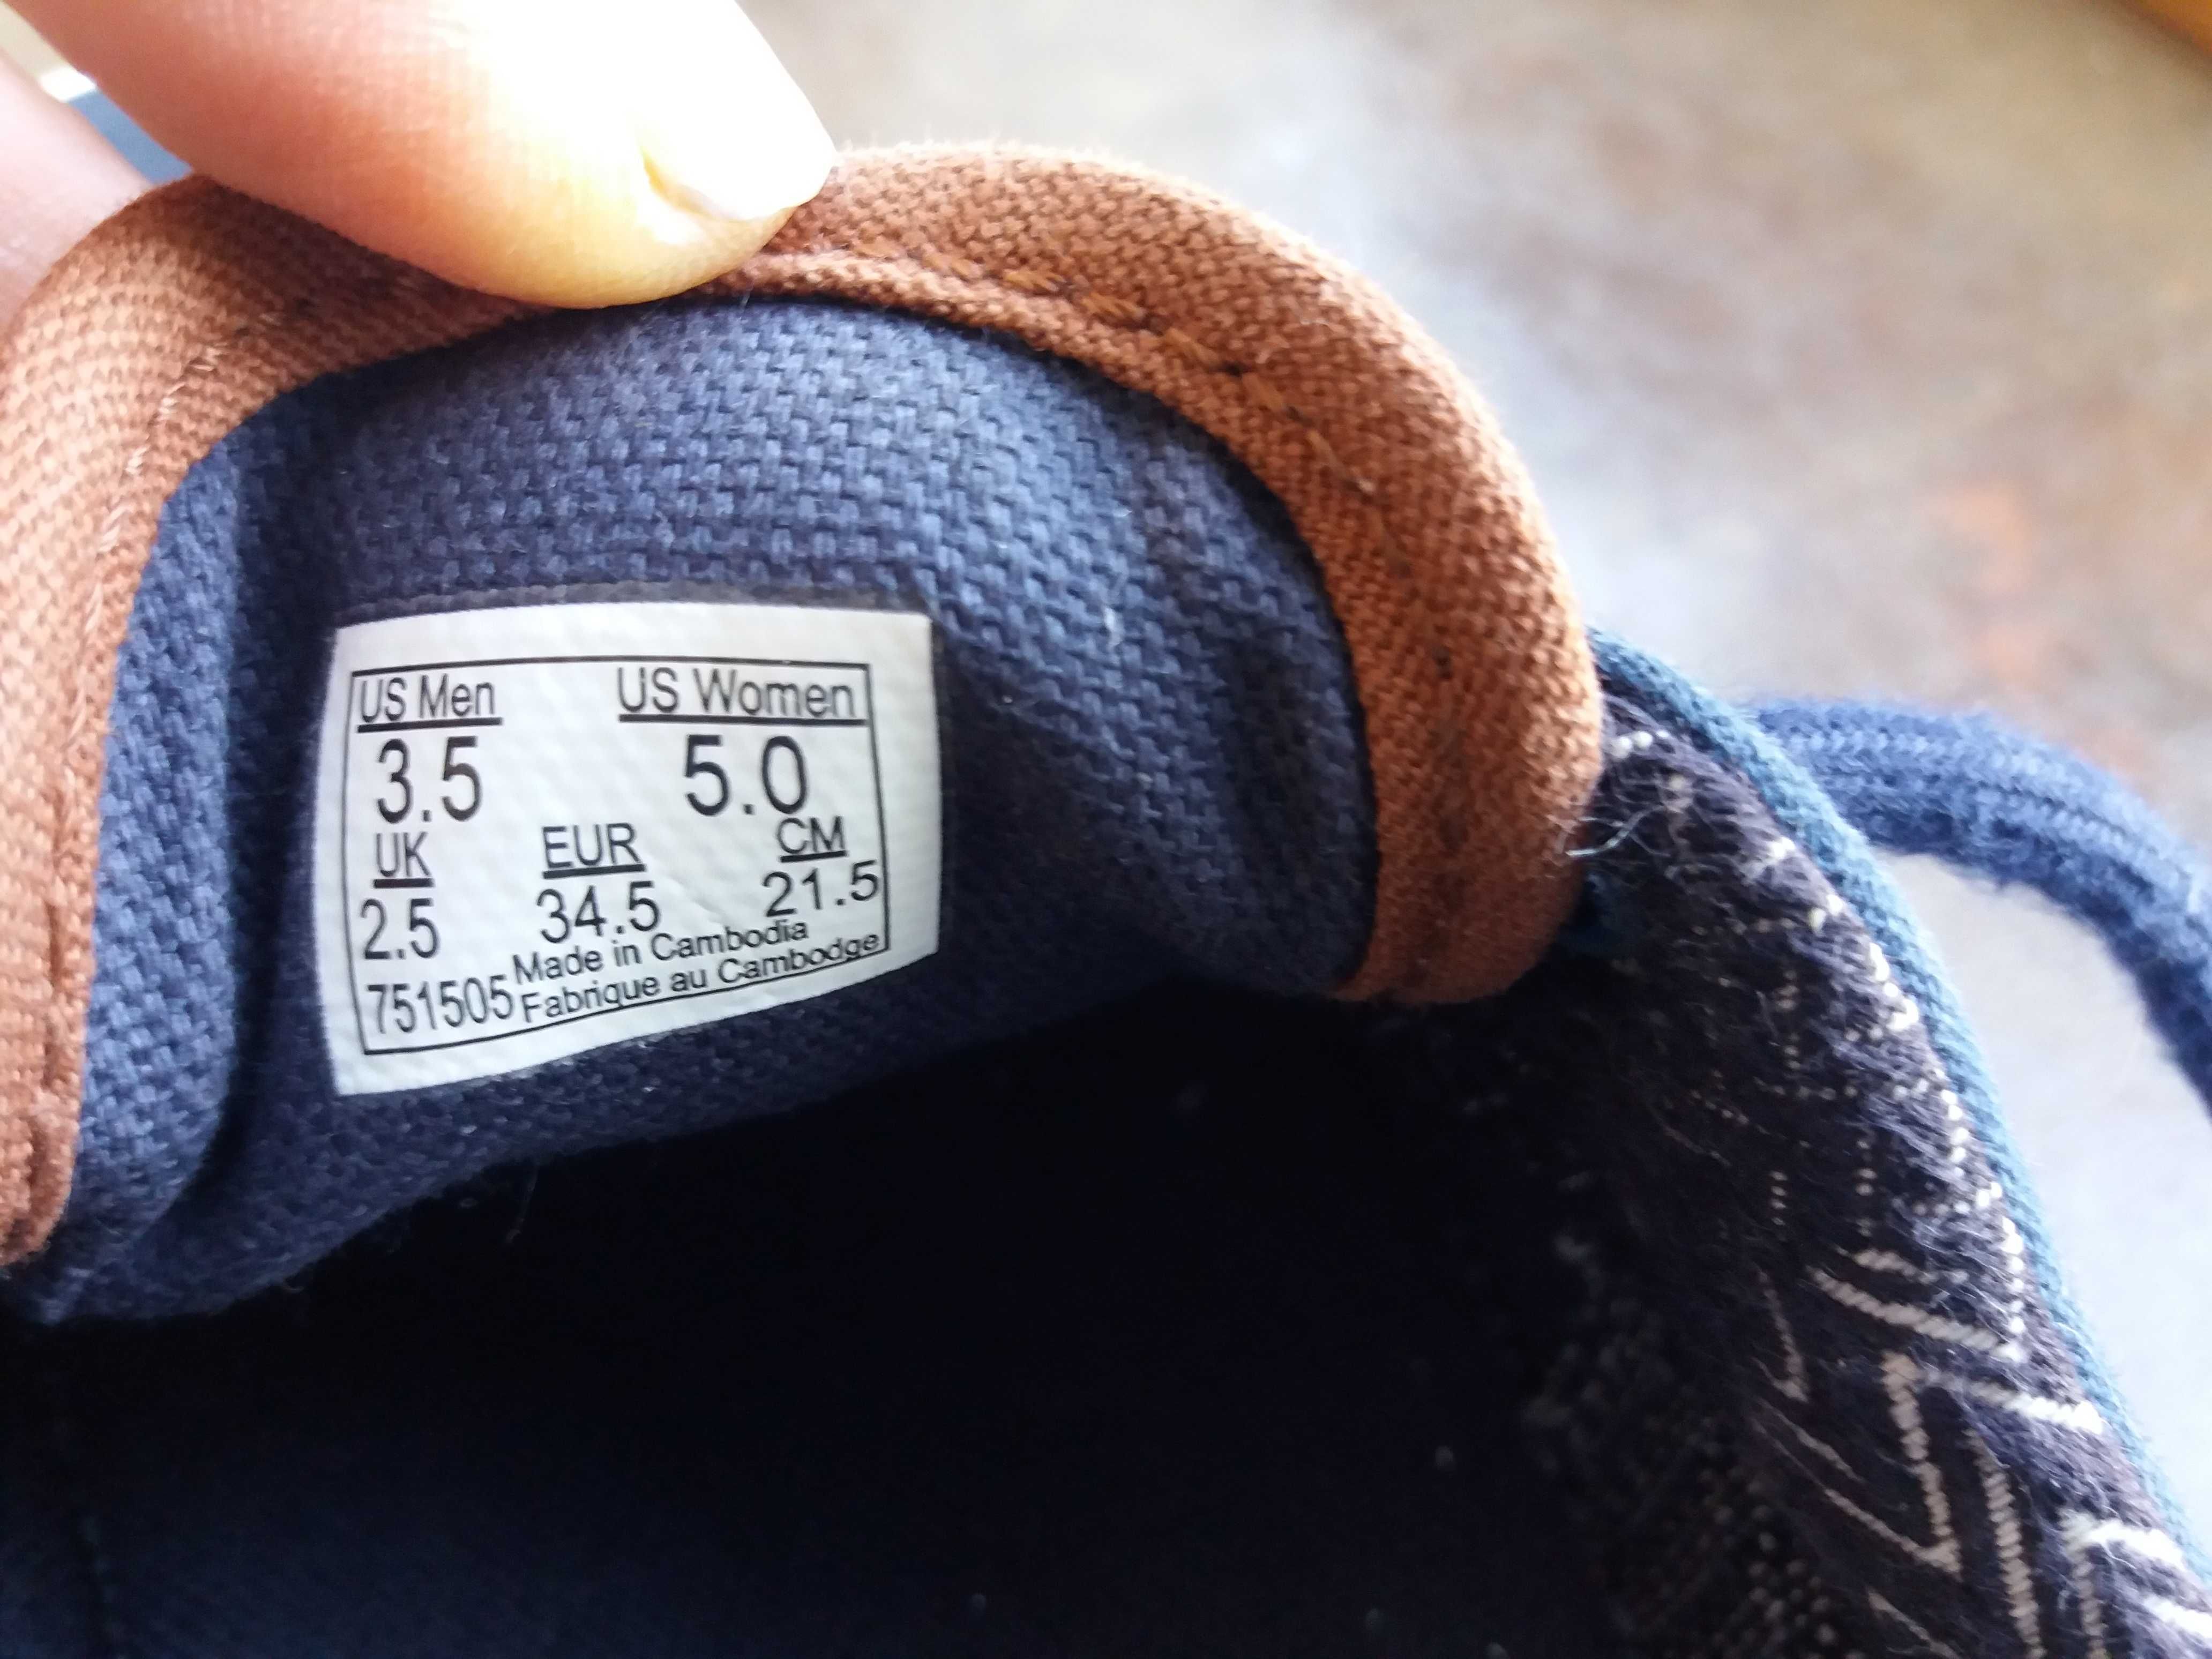 US Men US Women
3.5 5.0
UK EUR CM
2.5 34.5 21.5
Made in Cambodia
751505 Fabrique au Cambodge